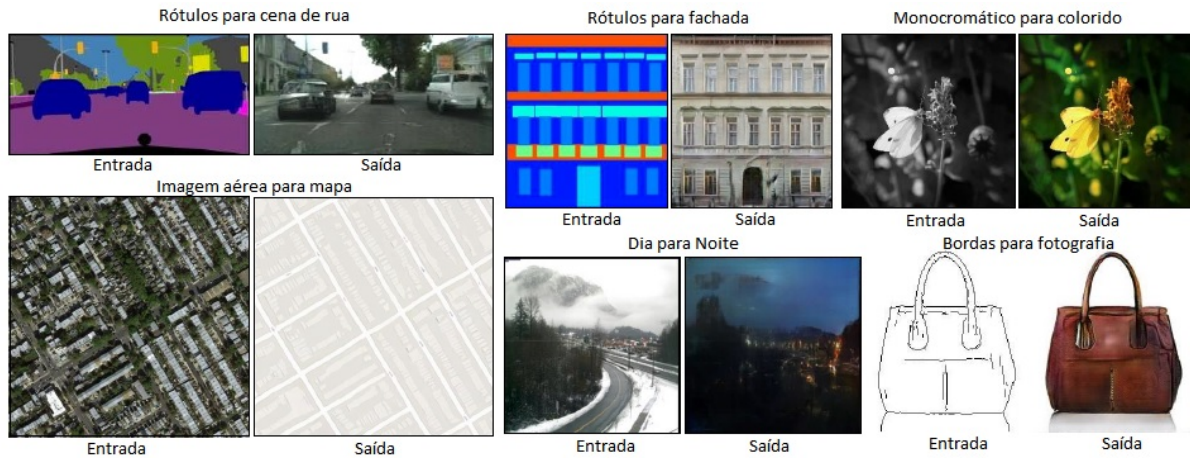 Rótulos para cena de rua
Entrada
Saída
Imagem aérea para mapa
Entrada
Saída
Rótulos para fachada
Entrada
Saída
Monocromático para colorido
Entrada
Saída
Dia para Noite
Entrada
Saída
Bordas para fotografia
Entrada
Saída